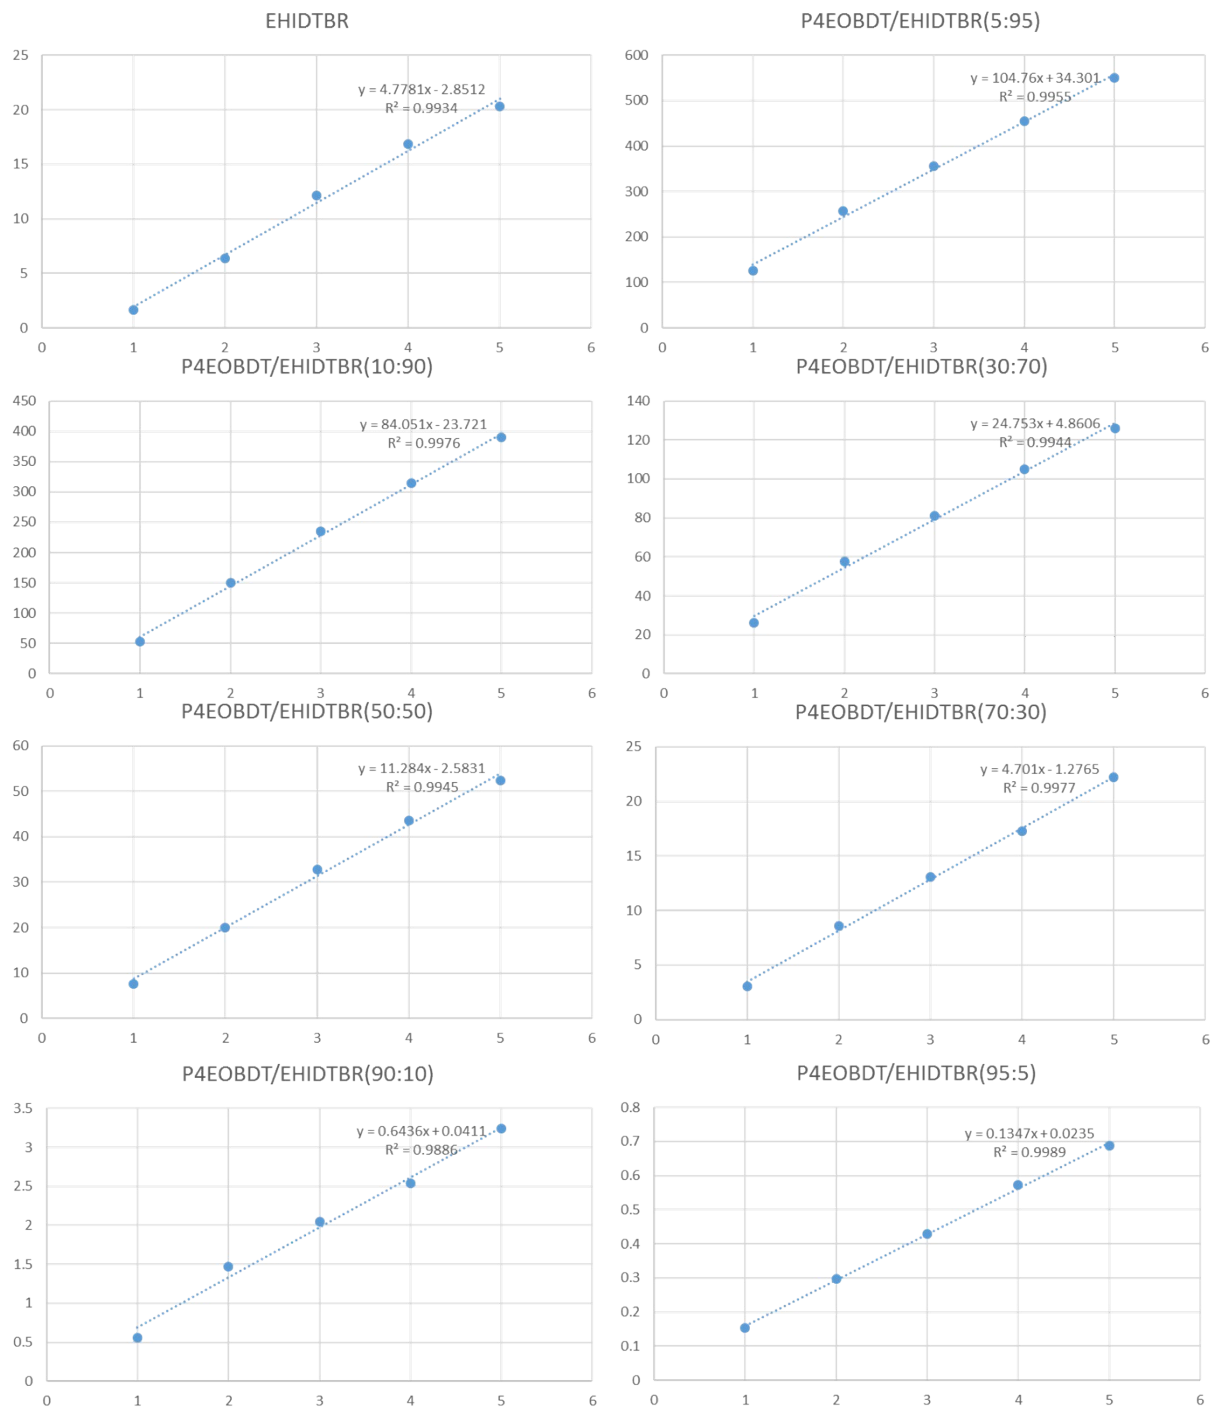 EHIDTBR
25
20
15
10
5
0
y = 4.7781x - 2.8512
R² = 0.9934
0 1 2 3 4 5 6
P4EOBDT/EHIDTBR(5:95)
600
500
400
300
200
100
0
y = 104.76x + 34.301
R² = 0.9955
0 1 2 3 4 5 6
P4EOBDT/EHIDTBR(10:90)
450
400
350
300
250
200
150
100
50
0
y = 84.051x - 23.721
R² = 0.9976
0 1 2 3 4 5 6
P4EOBDT/EHIDTBR(30:70)
140
120
100
80
60
40
20
0
y = 24.753x + 4.8606
R² = 0.9944
0 1 2 3 4 5 6
P4EOBDT/EHIDTBR(50:50)
60
50
40
30
20
10
0
y = 11.284x - 2.5831
R² = 0.9945
0 1 2 3 4 5 6
P4EOBDT/EHIDTBR(70:30)
25
20
15
10
5
0
y = 4.701x - 1.2765
R² = 0.9977
0 1 2 3 4 5 6
P4EOBDT/EHIDTBR(90:10)
3.5
3
2.5
2
1.5
1
0.5
0
y = 0.6436x + 0.0411
R² = 0.9886
0 1 2 3 4 5 6
P4EOBDT/EHIDTBR(95:5)
0.8
0.7
0.6
0.5
0.4
0.3
0.2
0.1
0
y = 0.1347x + 0.0235
R² = 0.9989
0 1 2 3 4 5 6